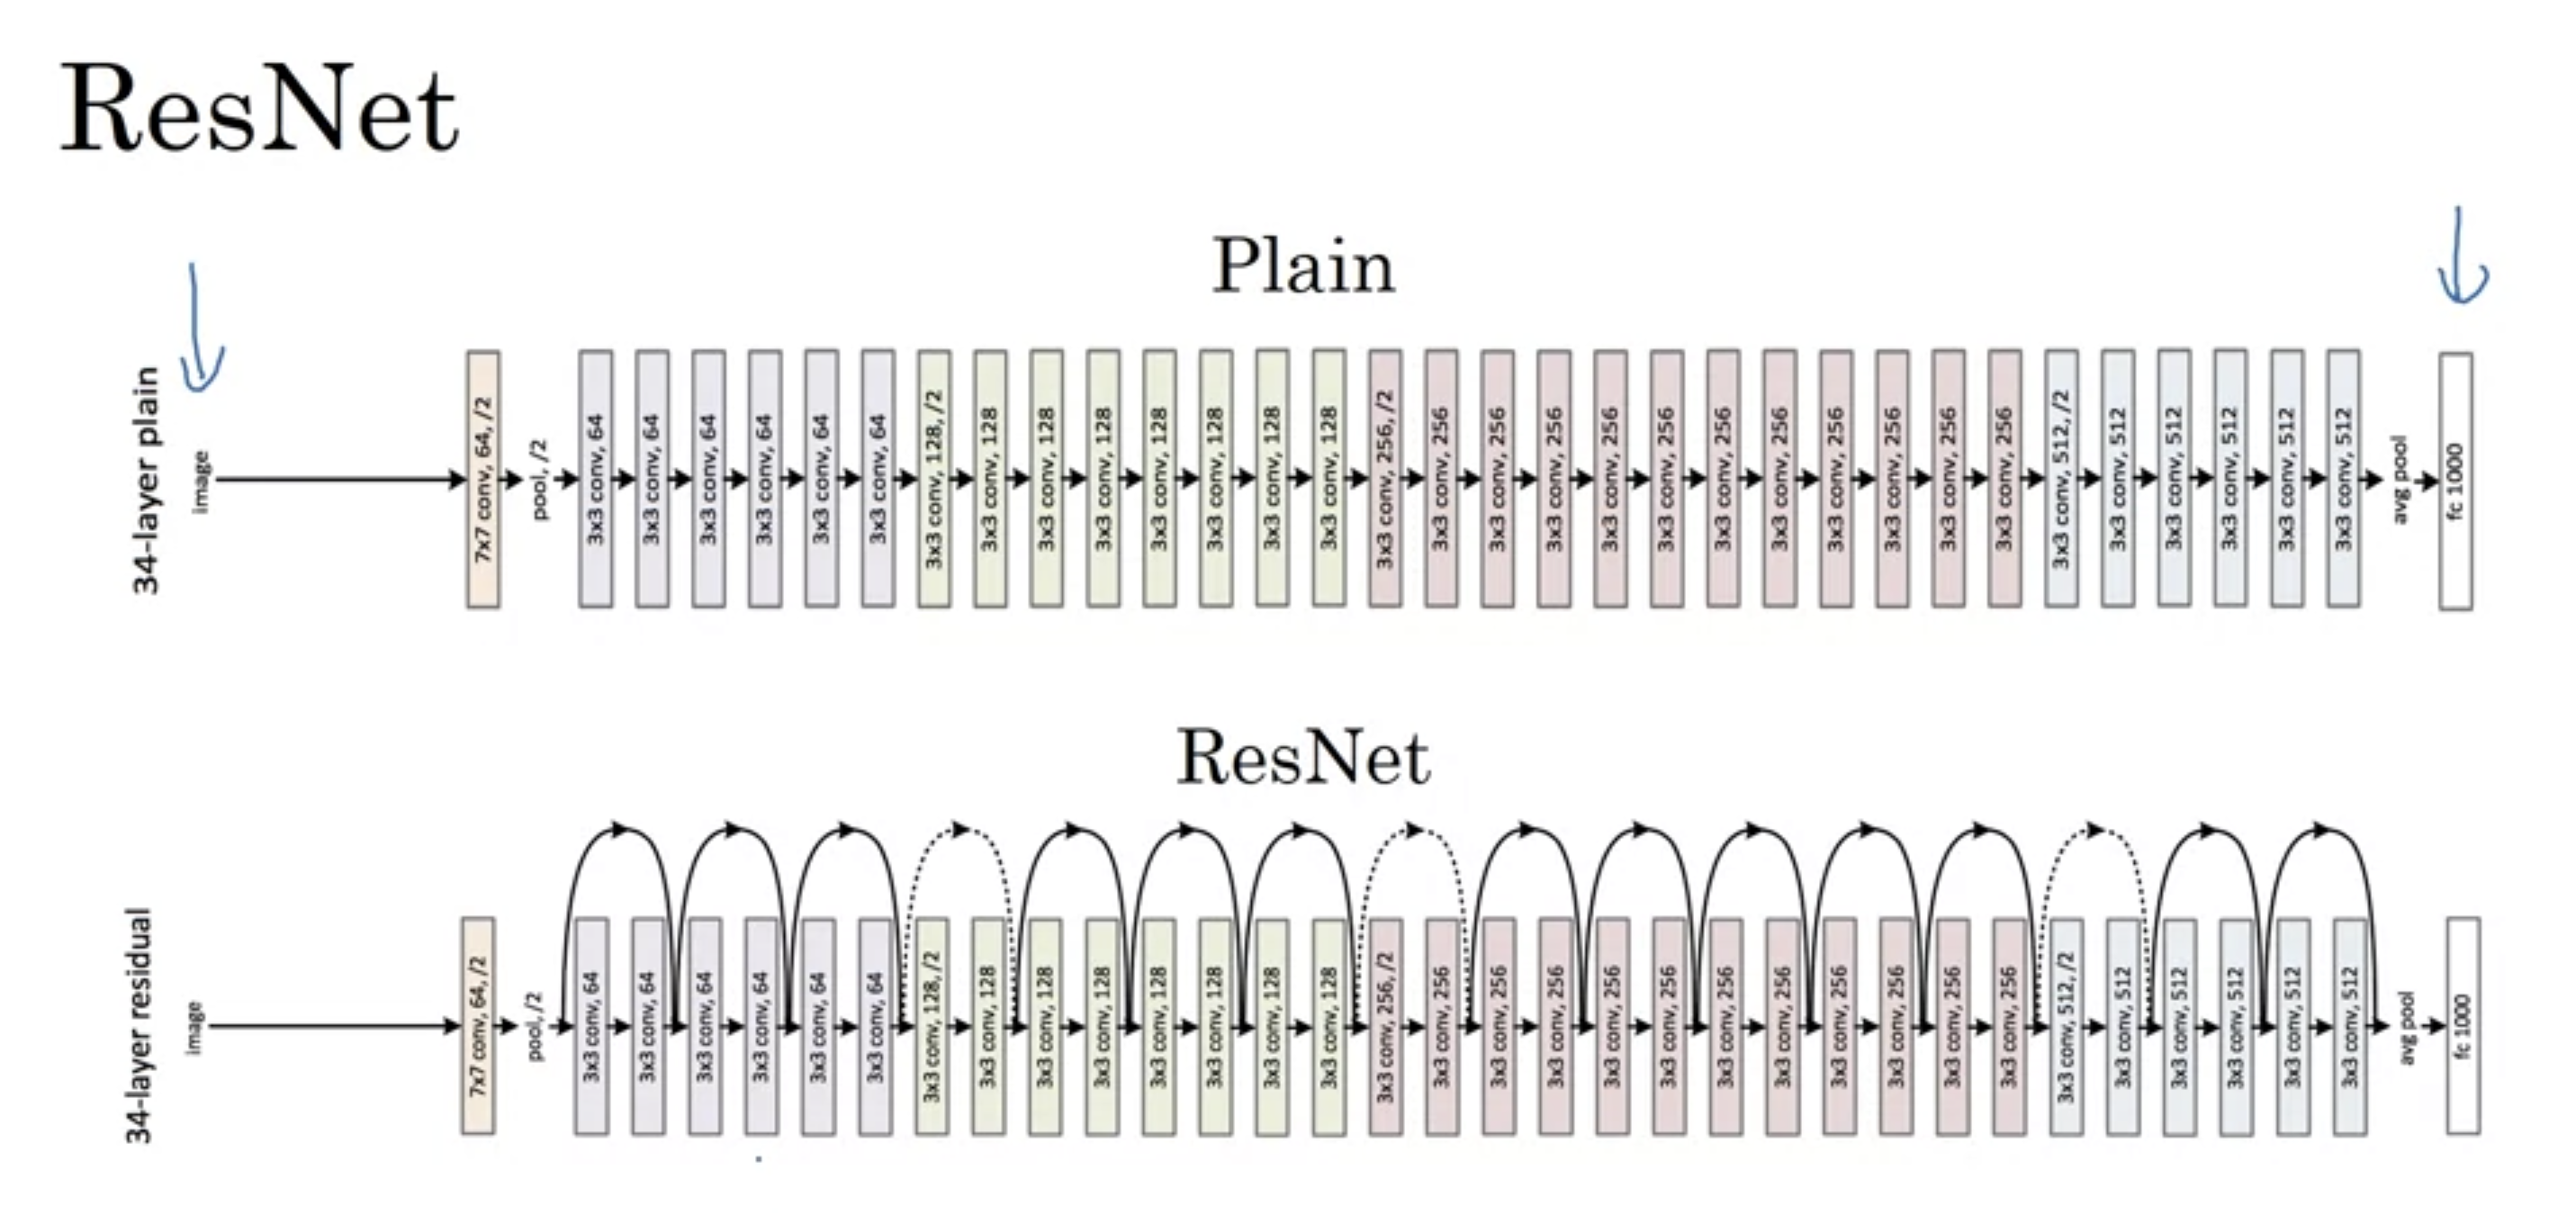 ResNet
Plain
34-layer plain
image
7x7 conv, 64, /2
pool, /2
3x3 conv, 64
3x3 conv, 64
3x3 conv, 64
3x3 conv, 64
3x3 conv, 64
3x3 conv, 64
3x3 conv, 128, /2
3x3 conv, 128
3x3 conv, 128
3x3 conv, 128
3x3 conv, 128
3x3 conv, 128
3x3 conv, 128
3x3 conv, 128
3x3 conv, 256, /2
3x3 conv, 256
3x3 conv, 256
3x3 conv, 256
3x3 conv, 256
3x3 conv, 256
3x3 conv, 256
3x3 conv, 256
3x3 conv, 256
3x3 conv, 256
3x3 conv, 256
3x3 conv, 256
3x3 conv, 512, /2
3x3 conv, 512
3x3 conv, 512
3x3 conv, 512
3x3 conv, 512
3x3 conv, 512
avg pool
fc 1000
ResNet
34-layer residual
image
7x7 conv, 64, /2
pool, /2
3x3 conv, 64
3x3 conv, 64
3x3 conv, 64
3x3 conv, 64
3x3 conv, 64
3x3 conv, 64
3x3 conv, 128, /2
3x3 conv, 128
3x3 conv, 128
3x3 conv, 128
3x3 conv, 128
3x3 conv, 128
3x3 conv, 128
3x3 conv, 128
3x3 conv, 256, /2
3x3 conv, 256
3x3 conv, 256
3x3 conv, 256
3x3 conv, 256
3x3 conv, 256
3x3 conv, 256
3x3 conv, 256
3x3 conv, 256
3x3 conv, 256
3x3 conv, 256
3x3 conv, 256
3x3 conv, 512, /2
3x3 conv, 512
3x3 conv, 512
3x3 conv, 512
3x3 conv, 512
3x3 conv, 512
avg pool
fc 1000